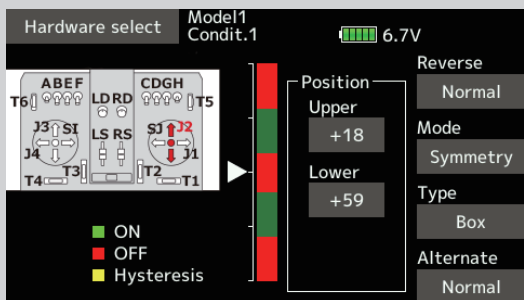 Hardware select
Model1
Condit.1
6.7V
ABEF
CDGH
T6
LD RD
T5
J3
SI
LS RS
SJ
J2
J4
J1
T3
T2
T4
T1
ON
OFF
Hysteresis
Position
Upper
+18
Lower
+59
Reverse
Normal
Mode
Symmetry
Type
Box
Alternate
Normal